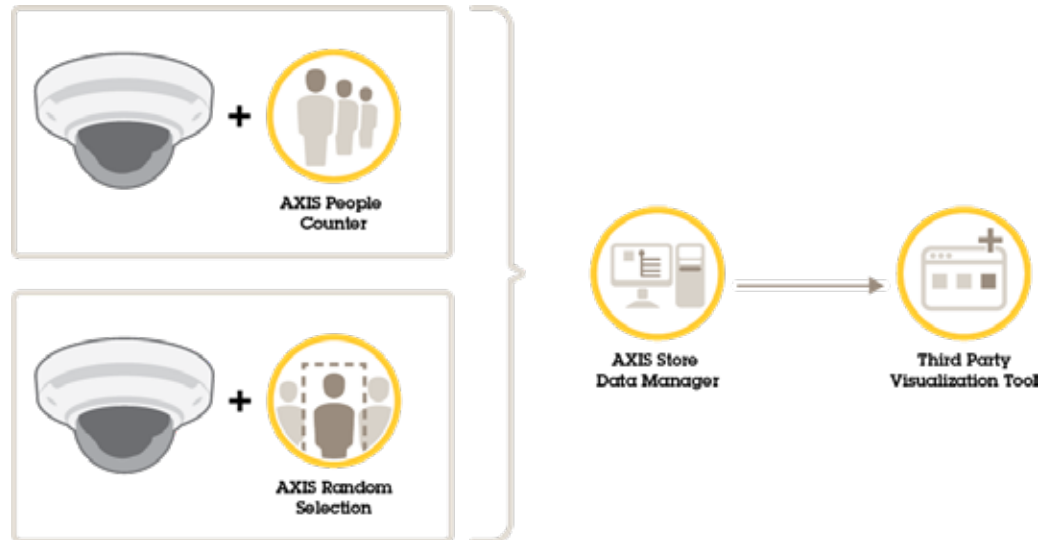 AXIS People
Counter
AXIS Store
Data Manager
Third Party
Visualization Tool
AXIS Random
Selection